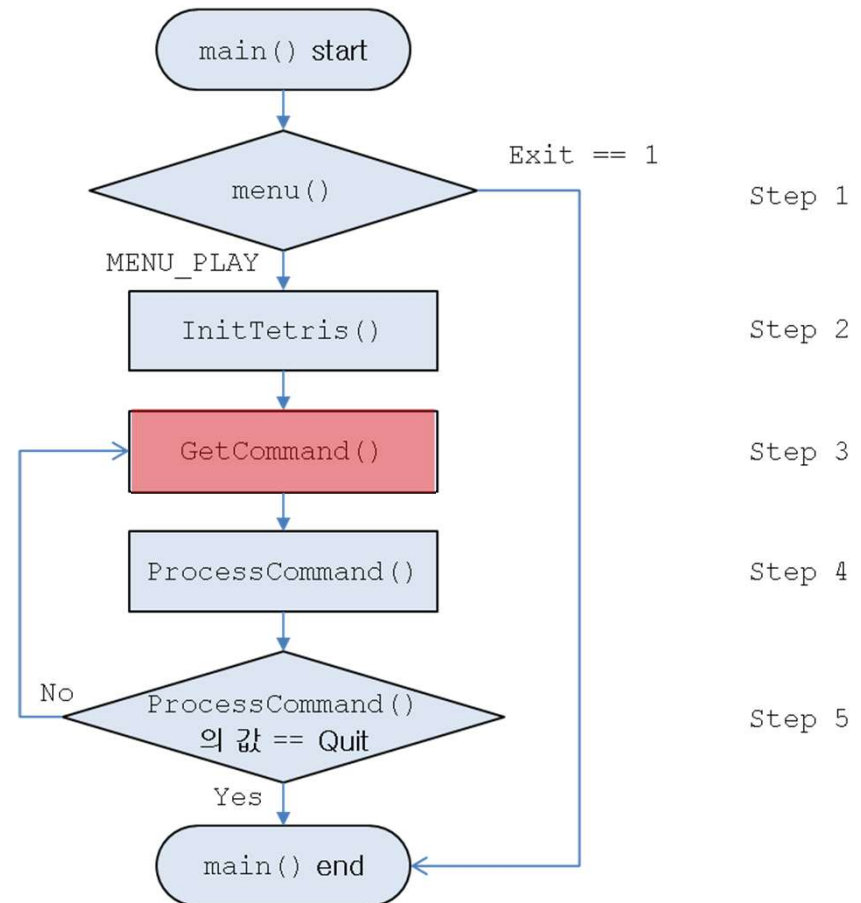 main() start
Exit == 1
menu()
Step 1
MENU_PLAY
InitTetris()
Step 2
GetCommand()
Step 3
ProcessCommand()
Step 4
No
ProcessCommand()
의 값 == Quit
Step 5
Yes
main() end